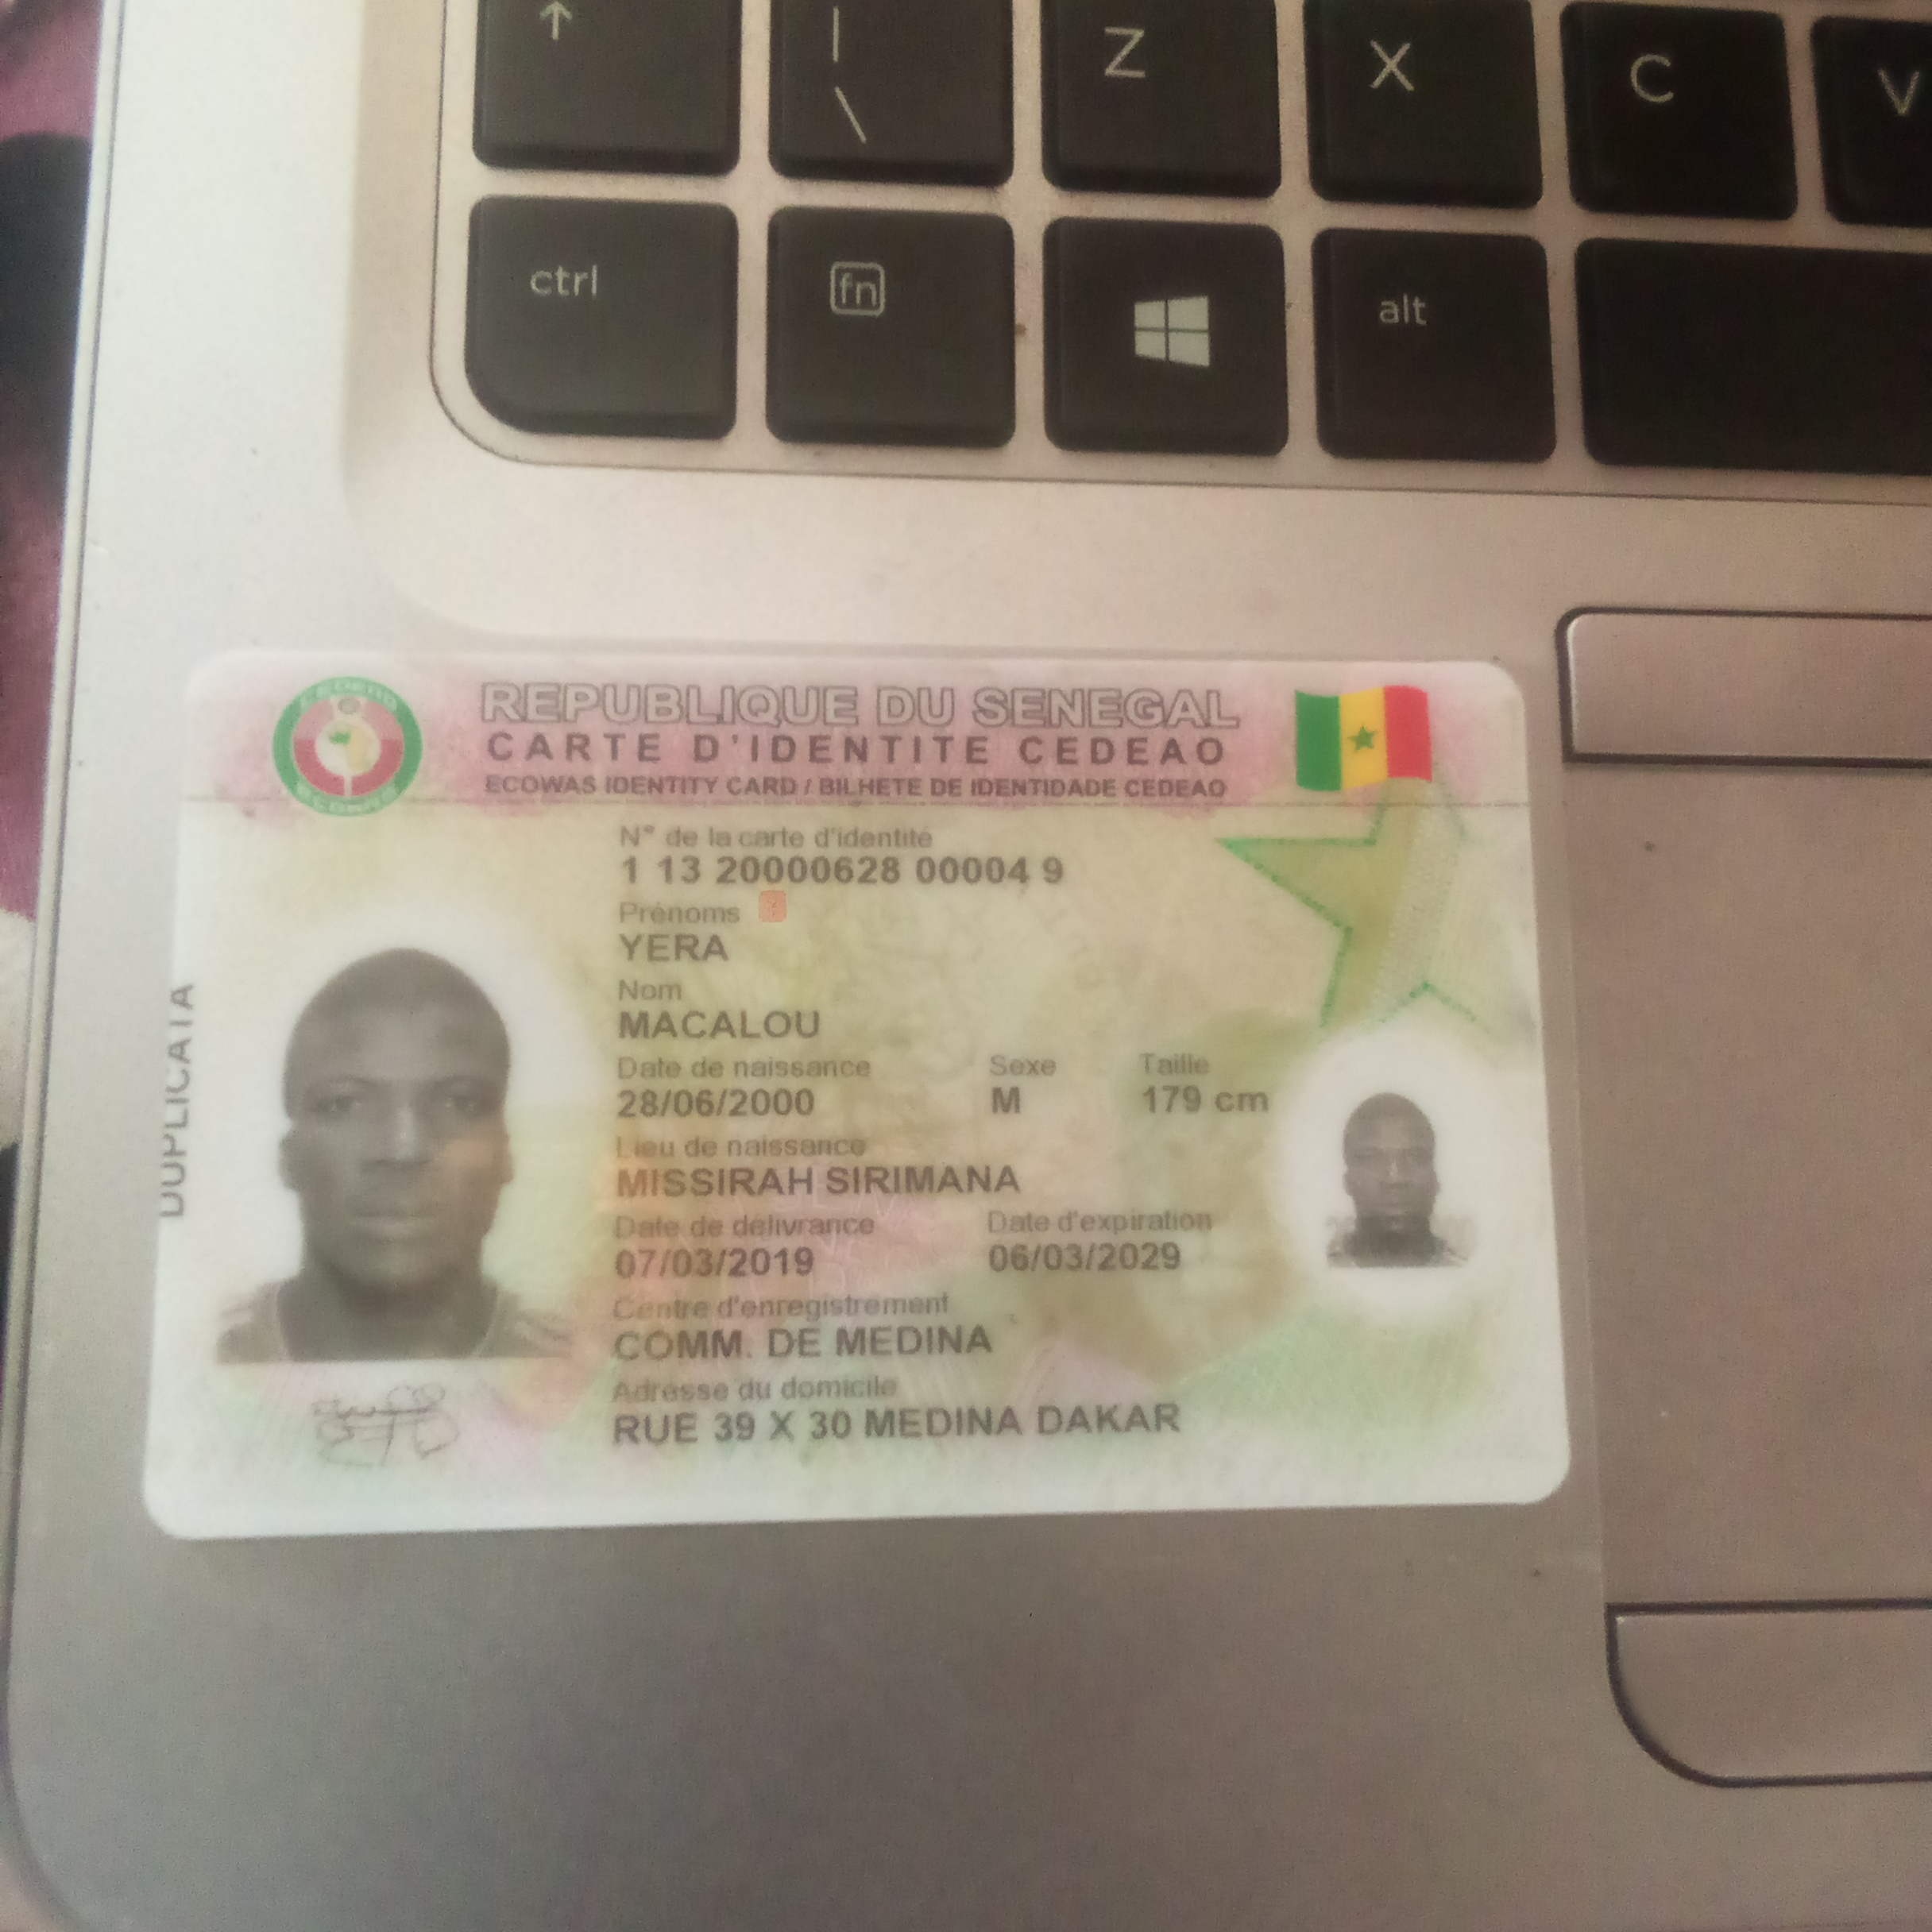 ↑
|
\
Z
X
C
V
ctrl
fn
alt
CEDEAO
ECOWAS
REPUBLIQUE DU SENEGAL
CARTE D'IDENTITE CEDEAO
ECOWAS IDENTITY CARD / BILHETE DE IDENTIDADE CEDEAO
N° de la carte d'identité
1 13 20000628 00004 9
Prénoms
YERA
Nom
MACALOU
Date de naissance Sexe Taille
28/06/2000 M 179 cm
Lieu de naissance
MISSIRAH SIRIMANA
Date de délivrance Date d'expiration
07/03/2019 06/03/2029
Centre d'enregistrement
COMM. DE MEDINA
Adresse du domicile
RUE 39 X 30 MEDINA DAKAR
DUPLICATA